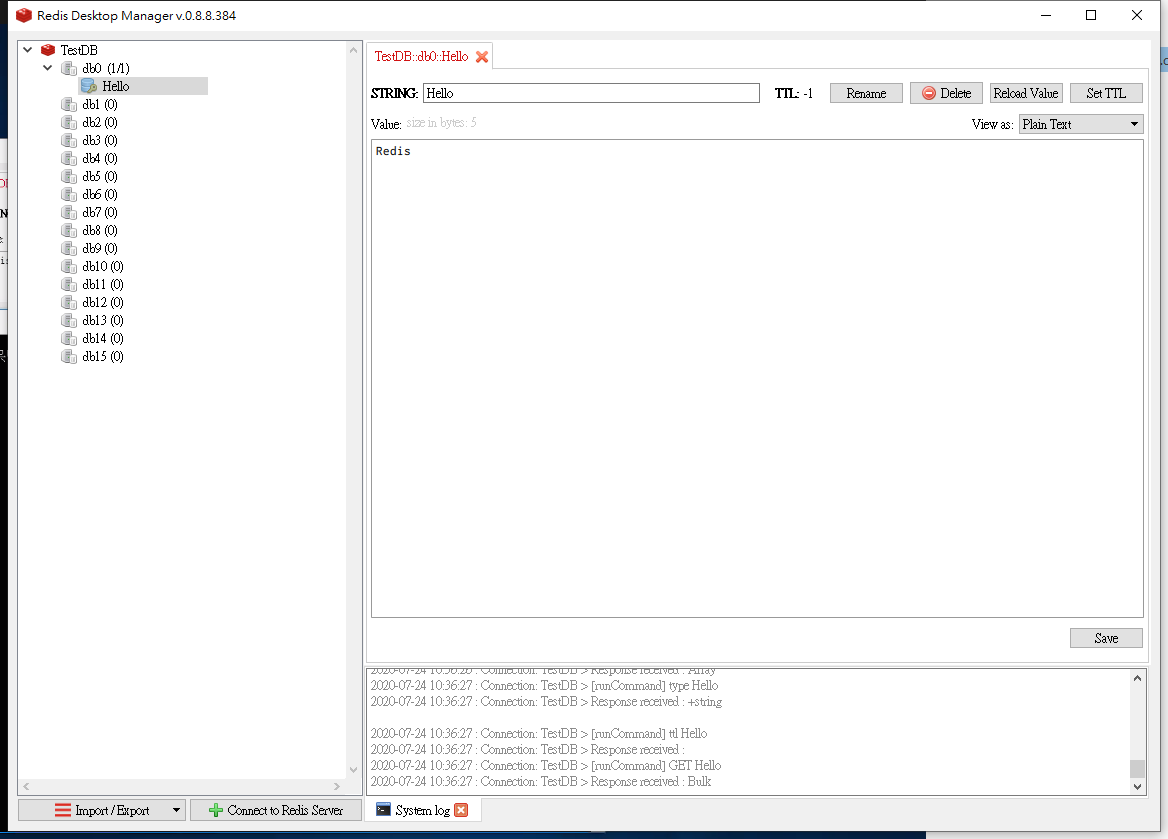 Redis Desktop Manager v.0.8.8.384
TestDB
db0 (1/1)
Hello
db1 (0)
db2 (0)
db3 (0)
db4 (0)
db5 (0)
db6 (0)
db7 (0)
db8 (0)
db9 (0)
db10 (0)
db11 (0)
db12 (0)
db13 (0)
db14 (0)
db15 (0)
Import / Export
Connect to Redis Server
TestDB::db0::Hello
STRING: Hello TTL: -1 Rename Delete Reload Value Set TTL
Value: size in bytes: 5 View as: Plain Text
Redis
Save
2020-07-24 10:36:26 : Connection: TestDB > Response received : Array
2020-07-24 10:36:27 : Connection: TestDB > [runCommand] type Hello
2020-07-24 10:36:27 : Connection: TestDB > Response received : +string
2020-07-24 10:36:27 : Connection: TestDB > [runCommand] ttl Hello
2020-07-24 10:36:27 : Connection: TestDB > Response received :
2020-07-24 10:36:27 : Connection: TestDB > [runCommand] GET Hello
2020-07-24 10:36:27 : Connection: TestDB > Response received : Bulk
System log